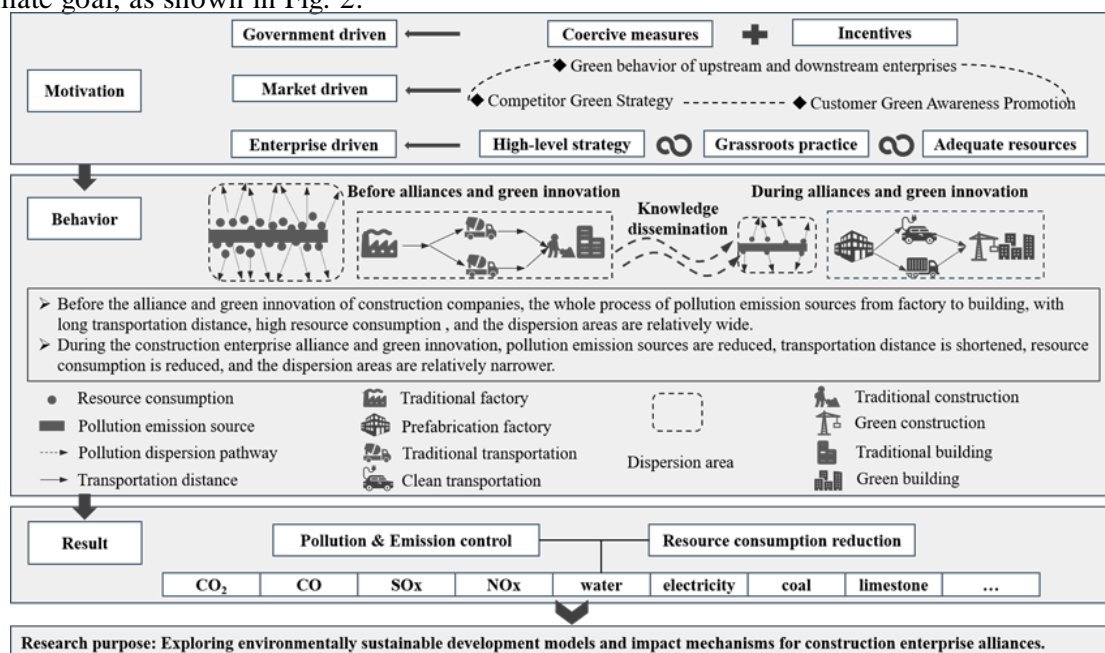 nate goal, as shown in Fig. 2.
Government driven
Coercive measures
Incentives
Motivation
Market driven
Green behavior of upstream and downstream enterprises
Competitor Green Strategy
Customer Green Awareness Promotion
Enterprise driven
High-level strategy
Grassroots practice
Adequate resources
Behavior
Before alliances and green innovation
Knowledge
dissemination
During alliances and green innovation
➢ Before the alliance and green innovation of construction companies, the whole process of pollution emission sources from factory to building, with
long transportation distance, high resource consumption , and the dispersion areas are relatively wide.
➢ During the construction enterprise alliance and green innovation, pollution emission sources are reduced, transportation distance is shortened, resource
consumption is reduced, and the dispersion areas are relatively narrower.
Resource consumption
Pollution emission source
Pollution dispersion pathway
Transportation distance
Traditional factory
Prefabrication factory
Traditional transportation
Clean transportation
Dispersion area
Traditional construction
Green construction
Traditional building
Green building
Result
Pollution & Emission control
Resource consumption reduction
CO₂ CO SOx NOx water electricity coal limestone …
Research purpose: Exploring environmentally sustainable development models and impact mechanisms for construction enterprise alliances.